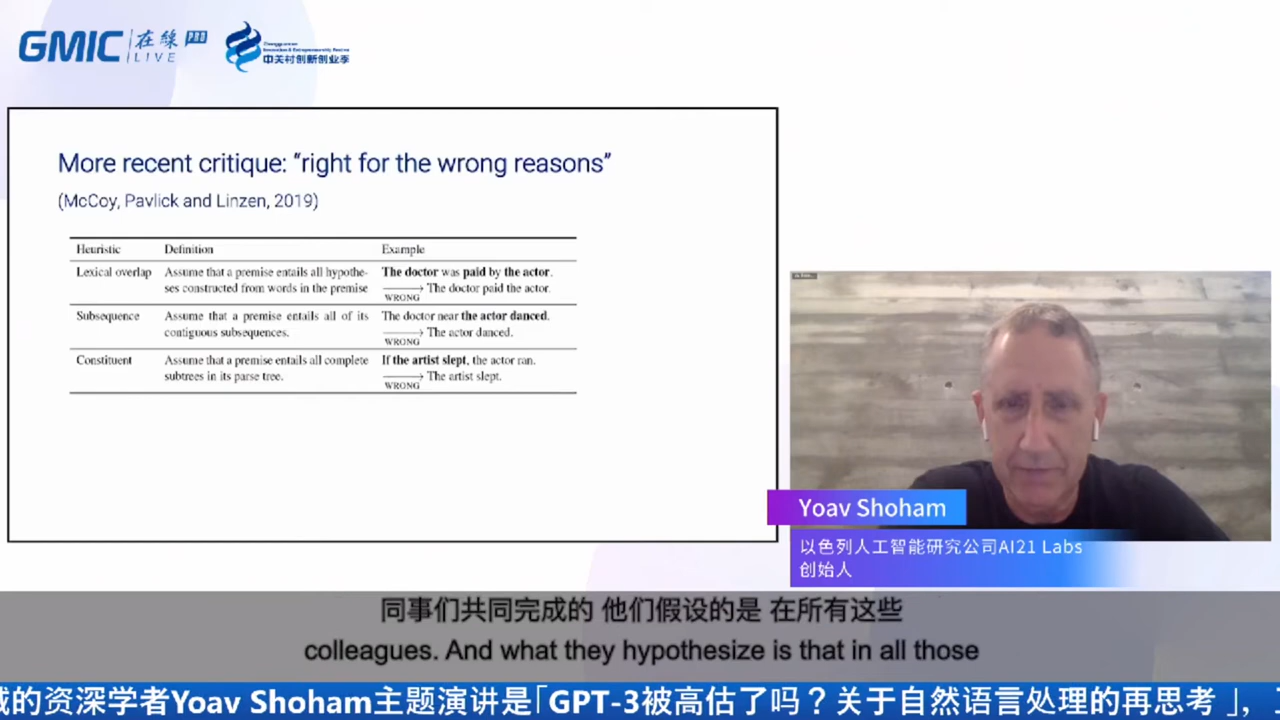 GMIC 在線 PRO
LIVE
Zhongguancun
Innovation & Entrepreneurship Season
中关村创新创业季
More recent critique: “right for the wrong reasons”
(McCoy, Pavlick and Linzen, 2019)
Heuristic Definition Example
Lexical overlap Assume that a premise entails all hypothe- The doctor was paid by the actor.
ses constructed from words in the premise → The doctor paid the actor.
WRONG
Subsequence Assume that a premise entails all of its The doctor near the actor danced.
contiguous subsequences. → The actor danced.
WRONG
Constituent Assume that a premise entails all complete If the artist slept, the actor ran.
subtrees in its parse tree. → The artist slept.
WRONG
Yoav Shoham
以色列人工智能研究公司AI21 Labs
创始人
同事们共同完成的 他们假设的是 在所有这些
colleagues. And what they hypothesize is that in all those
的资深学者Yoav Shoham主题演讲是「GPT-3被高估了吗？关于自然语言处理的再思考 」，